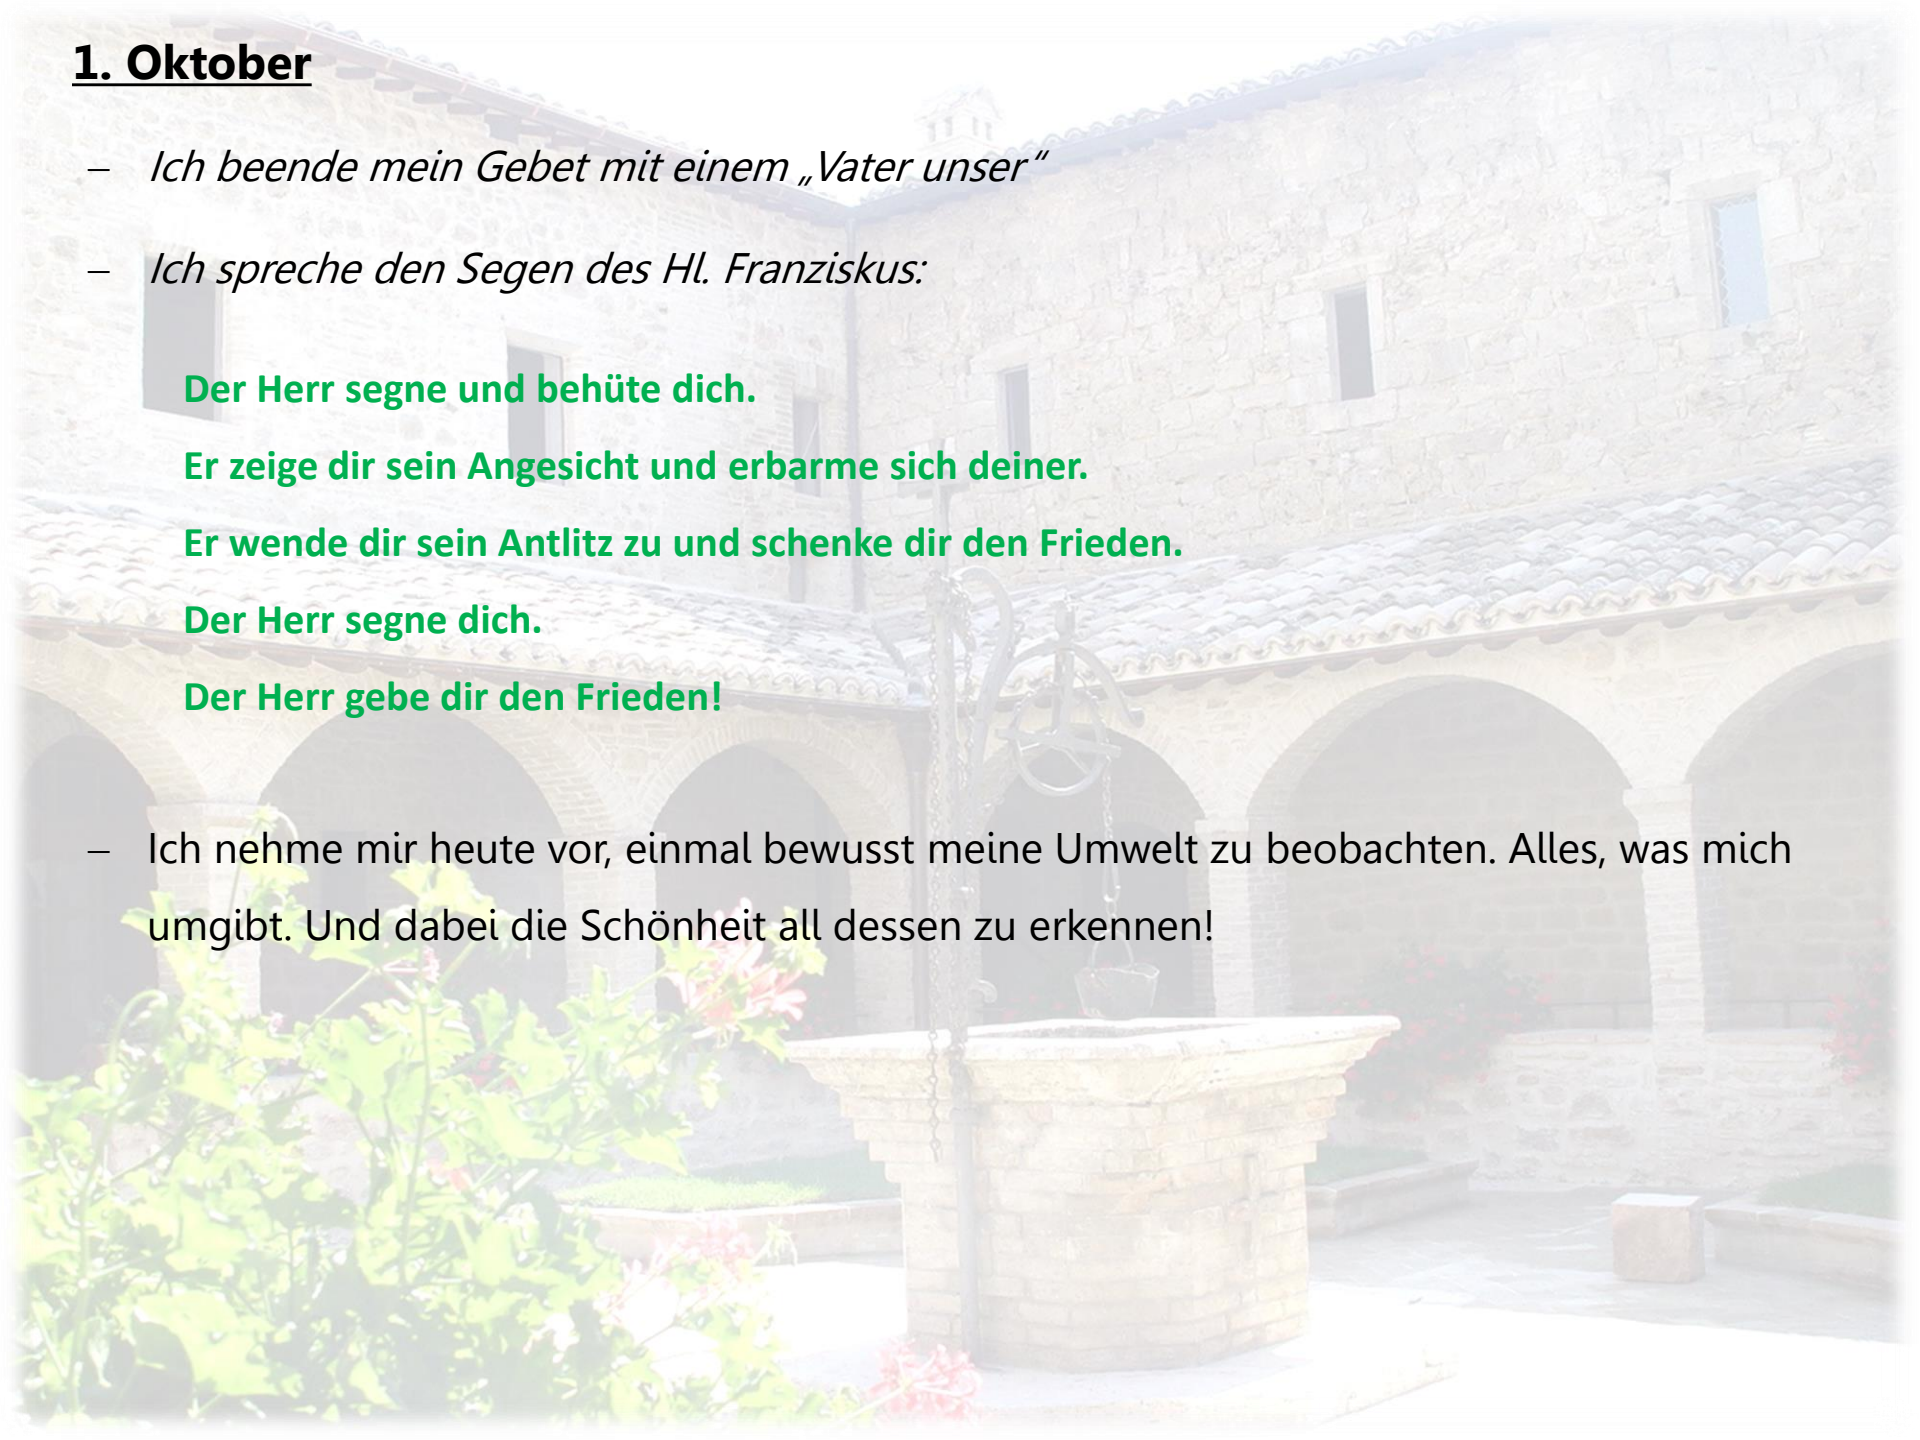 1. Oktober
– Ich beende mein Gebet mit einem „Vater unser“
– Ich spreche den Segen des Hl. Franziskus:
Der Herr segne und behüte dich.
Er zeige dir sein Angesicht und erbarme sich deiner.
Er wende dir sein Antlitz zu und schenke dir den Frieden.
Der Herr segne dich.
Der Herr gebe dir den Frieden!
– Ich nehme mir heute vor, einmal bewusst meine Umwelt zu beobachten. Alles, was mich
umgibt. Und dabei die Schönheit all dessen zu erkennen!